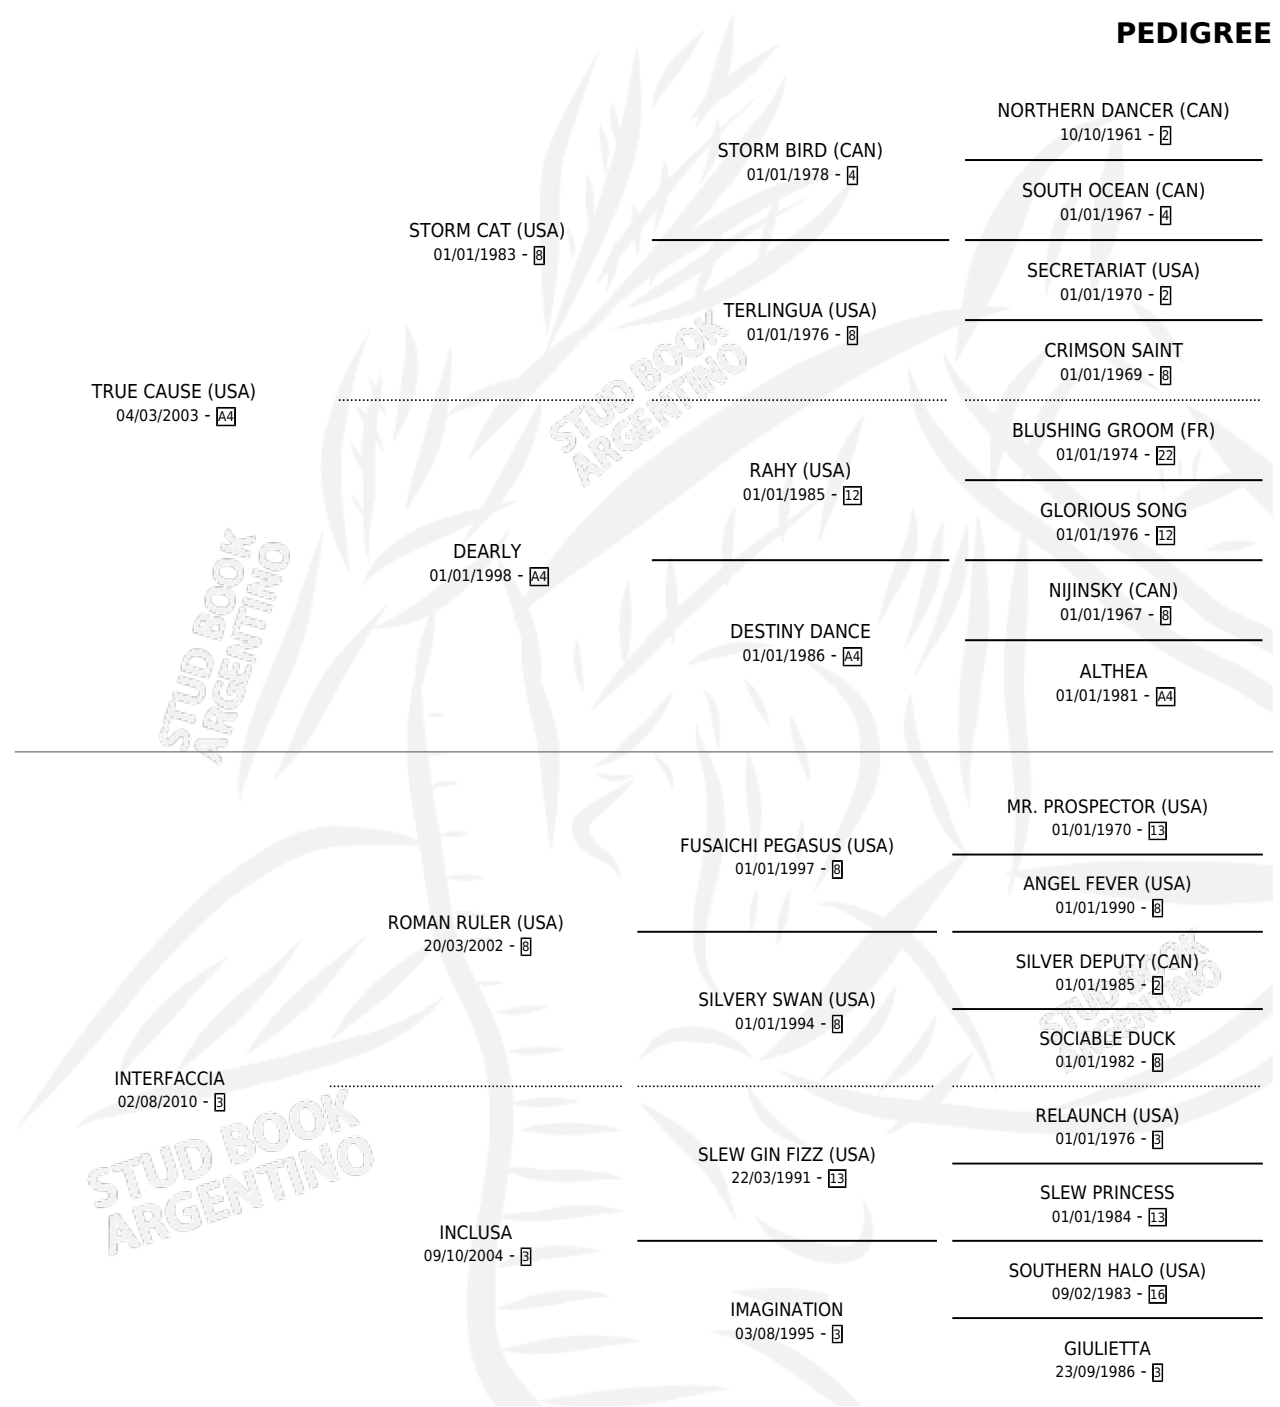 PEDIGREE
NORTHERN DANCER (CAN)
10/10/1961 - 2
STORM BIRD (CAN)
01/01/1978 - 4
SOUTH OCEAN (CAN)
01/01/1967 - 4
STORM CAT (USA)
01/01/1983 - 8
SECRETARIAT (USA)
01/01/1970 - 2
TERLINGUA (USA)
01/01/1976 - 8
CRIMSON SAINT
01/01/1969 - 8
TRUE CAUSE (USA)
04/03/2003 - A4
BLUSHING GROOM (FR)
01/01/1974 - 22
RAHY (USA)
01/01/1985 - 12
GLORIOUS SONG
01/01/1976 - 12
DEARLY
01/01/1998 - A4
NIJINSKY (CAN)
01/01/1967 - 8
DESTINY DANCE
01/01/1986 - A4
ALTHEA
01/01/1981 - A4
MR. PROSPECTOR (USA)
01/01/1970 - 13
FUSAICHI PEGASUS (USA)
01/01/1997 - 8
ANGEL FEVER (USA)
01/01/1990 - 8
ROMAN RULER (USA)
20/03/2002 - 8
SILVER DEPUTY (CAN)
01/01/1985 - 2
SILVERY SWAN (USA)
01/01/1994 - 8
SOCIABLE DUCK
01/01/1982 - 8
INTERFACCIA
02/08/2010 - 3
RELAUNCH (USA)
01/01/1976 - 3
SLEW GIN FIZZ (USA)
22/03/1991 - 13
SLEW PRINCESS
01/01/1984 - 13
INCLUSA
09/10/2004 - 3
SOUTHERN HALO (USA)
09/02/1983 - 16
IMAGINATION
03/08/1995 - 3
GIULIETTA
23/09/1986 - 3
STUD BOOK
ARGENTINO
STUD BOOK
ARGENTINO
STUD BOOK
ARGENTINO
STUD BOOK
ARGENTINO